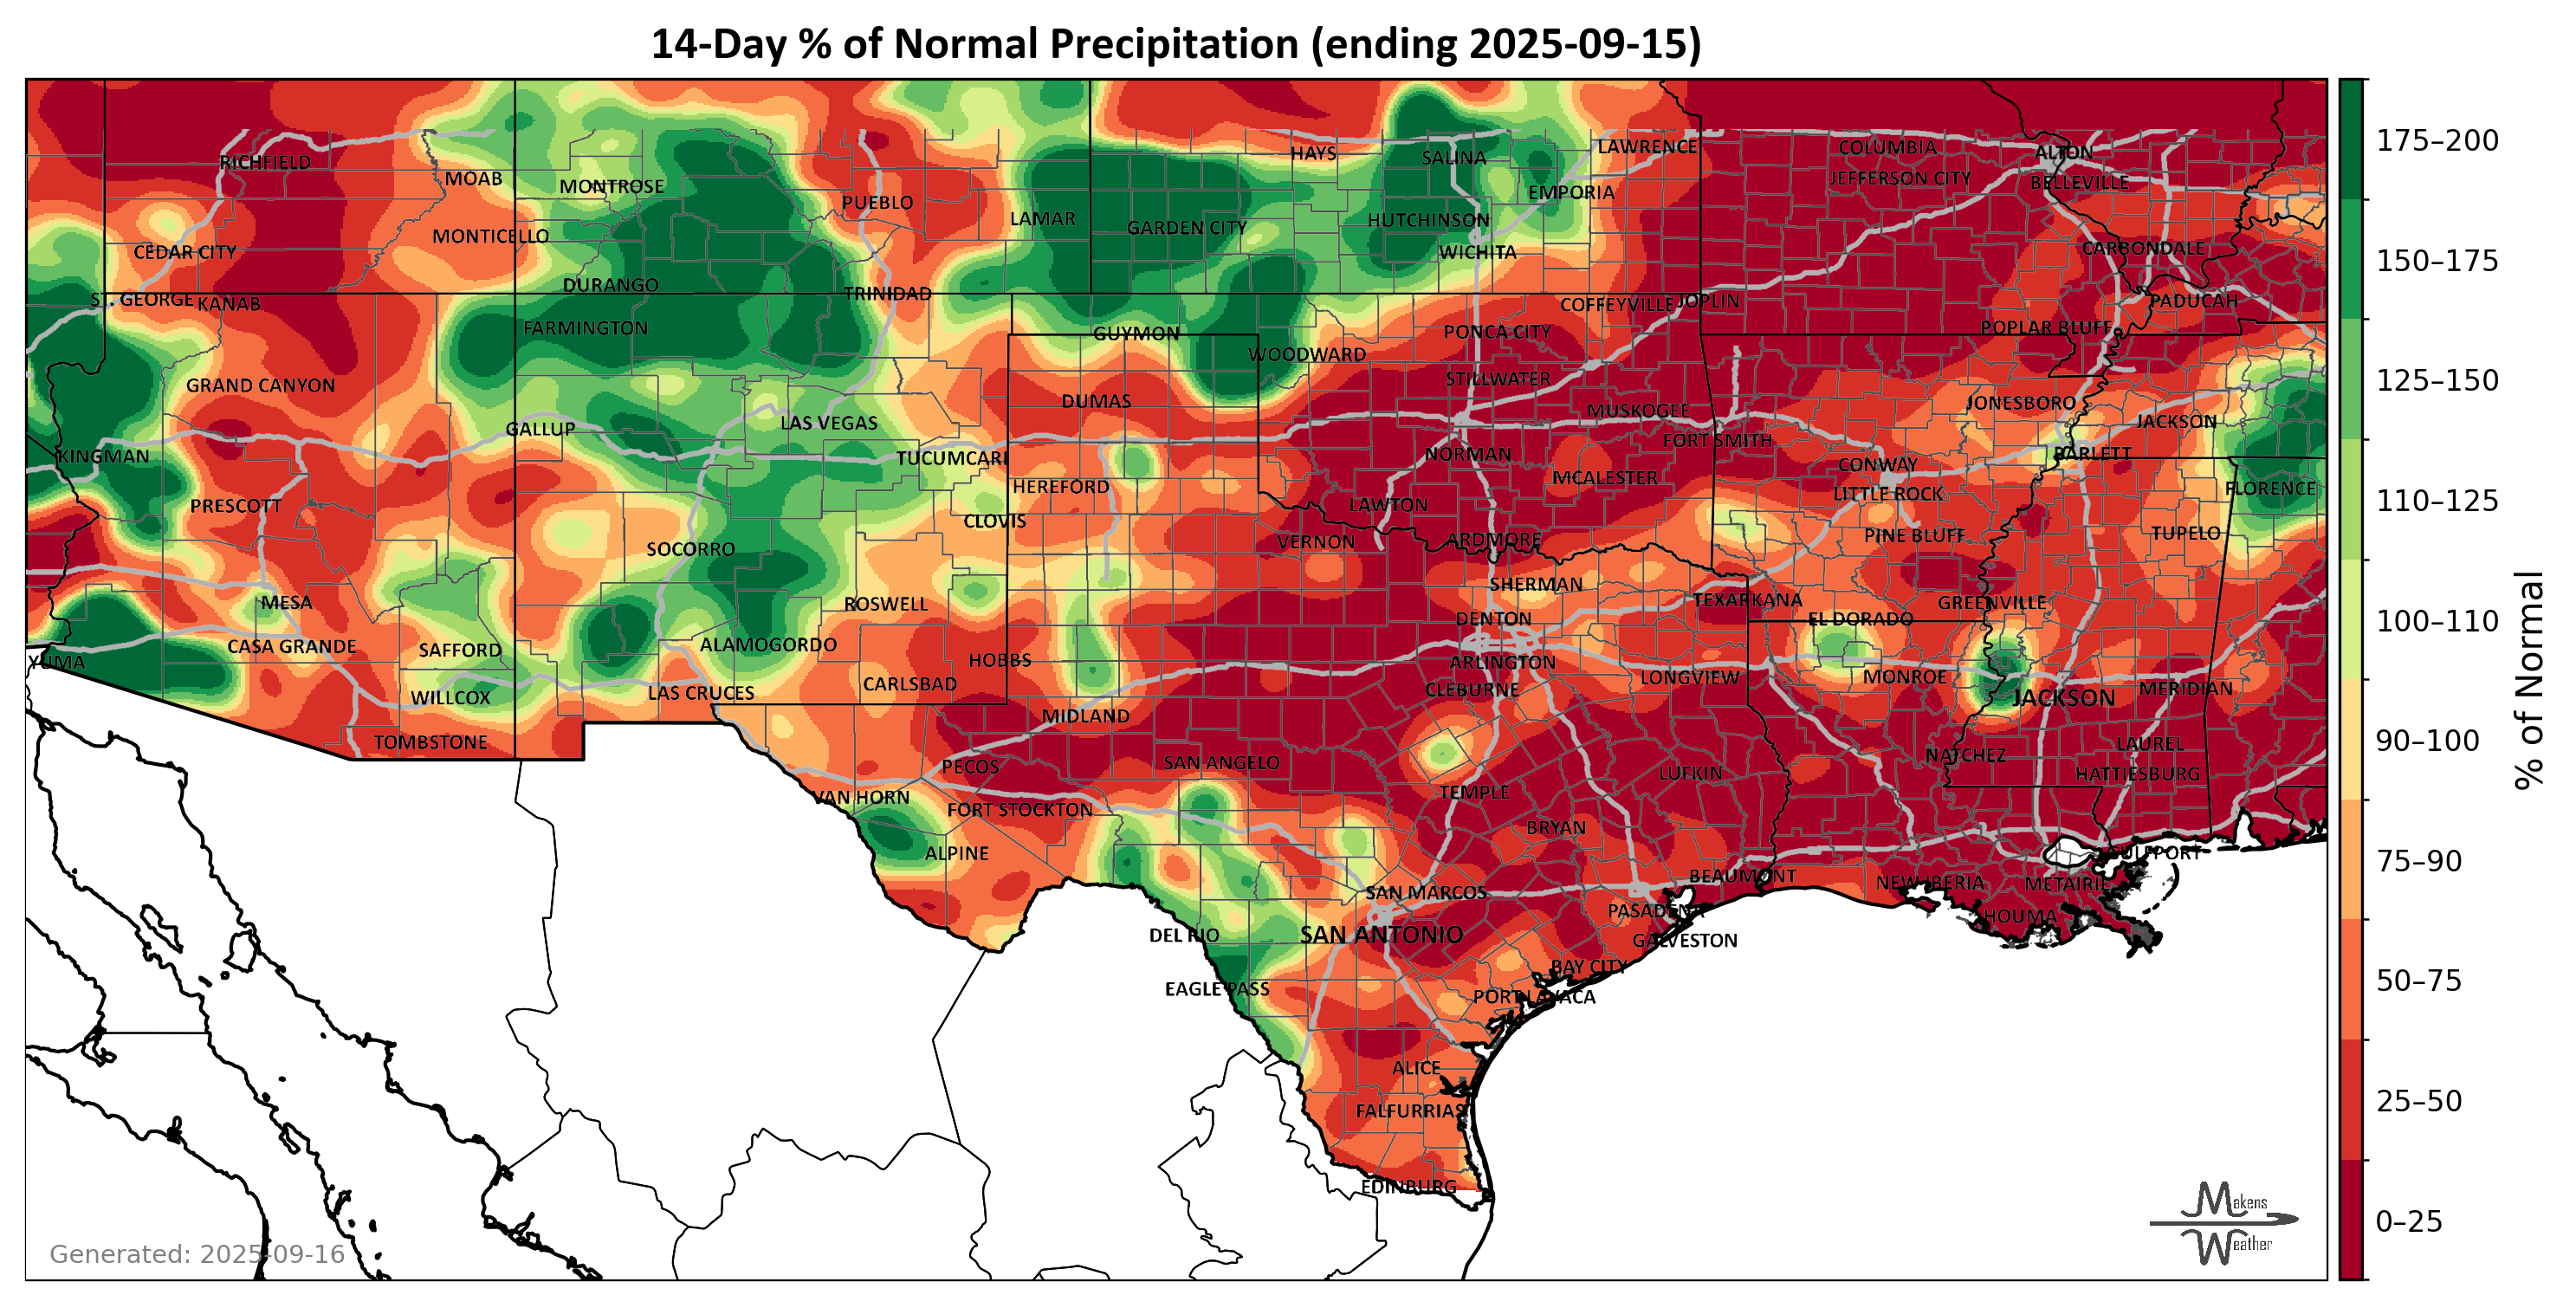 14-Day % of Normal Precipitation (ending 2025-09-15)
HAYS
SALINA
LAWRENCE
COLUMBIA
ALTON
RICHFIELD
MOAB
MONTROSE
JEFFERSON CITY
BELLEVILLE
EMPORIA
PUEBLO
LAMAR
GARDEN CITY
HUTCHINSON
MONTICELLO
CEDAR CITY
WICHITA
CARBONDALE
DURANGO
TRINIDAD
ST. GEORGE
KANAB
COFFEYVILLE
JOPLIN
PADUCAH
FARMINGTON
GUYMON
PONCA CITY
POPLAR BLUFF
WOODWARD
GRAND CANYON
STILLWATER
DUMAS
MUSKOGEE
JONESBORO
JACKSON
GALLUP
LAS VEGAS
FORT SMITH
KINGMAN
TUCUMCARI
NORMAN
BARLETT
CONWAY
HEREFORD
MCALESTER
LITTLE ROCK
FLORENCE
PRESCOTT
LAWTON
CLOVIS
PINE BLUFF
TUPELO
SOCORRO
VERNON
ARDMORE
SHERMAN
MESA
ROSWELL
TEXARKANA
GREENVILLE
DENTON
EL DORADO
CASA GRANDE
SAFFORD
ALAMOGORDO
YUMA
HOBBS
ARLINGTON
LONGVIEW
MONROE
WILLCOX
LAS CRUCES
CARLSBAD
CLEBURNE
JACKSON
MERIDIAN
MIDLAND
TOMBSTONE
LAUREL
NATCHEZ
PECOS
SAN ANGELO
LUFKIN
HATTIESBURG
VAN HORN
FORT STOCKTON
TEMPLE
BRYAN
ALPINE
GULFPORT
BEAUMONT
NEW IBERIA
METAIRIE
SAN MARCOS
PASADENA
HOUMA
DEL RIO
SAN ANTONIO
GALVESTON
BAY CITY
EAGLE PASS
PORT LAVACA
ALICE
FALFURRIAS
EDINBURG
175–200
150–175
125–150
110–125
100–110
90–100
75–90
50–75
25–50
0–25
% of Normal
Makens
Weather
Generated: 2025-09-16